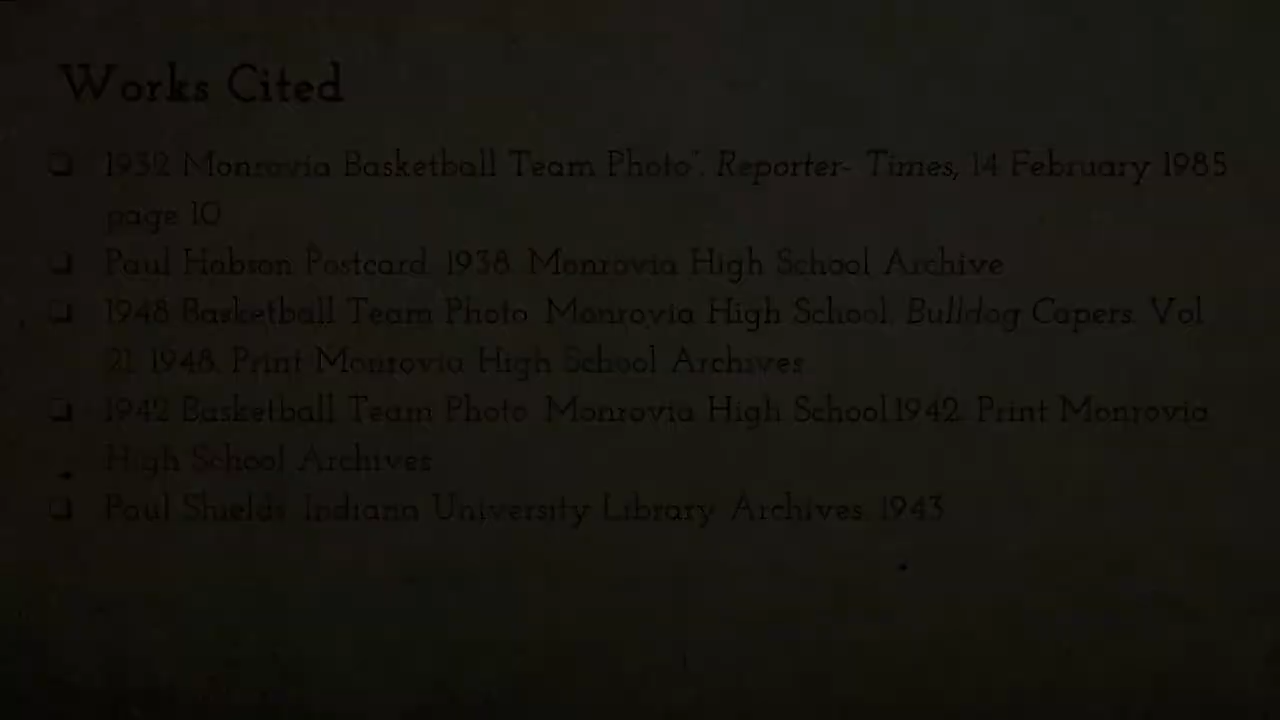 Works Cited
❏ 1932 Monrovia Basketball Team Photo". Reporter- Times, 14 February 1985
page 10
❏ Paul Hobson Postcard. 1938. Monrovia High School Archive
❏ 1948 Basketball Team Photo. Monrovia High School. Bulldog Capers. Vol
21. 1948. Print Monrovia High School Archives.
❏ 1942 Basketball Team Photo. Monrovia High School.1942. Print Monrovia
High School Archives
❏ Paul Shields. Indiana University Library Archives. 1943